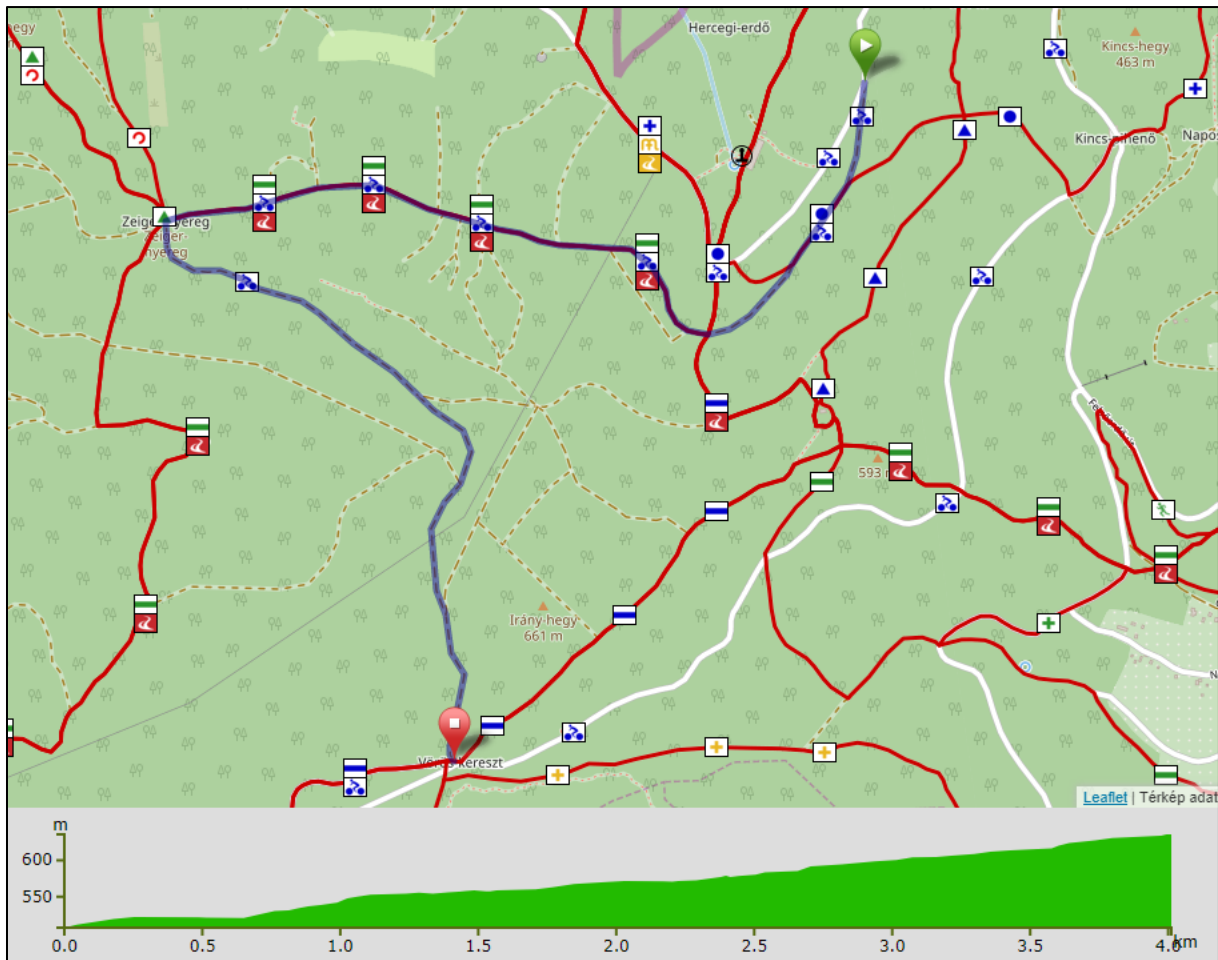 Hercegi-erdő
Kincs-hegy
463 m
Kincs-pihenő
Zeiger-
nyereg
593 m
Irány-hegy
661 m
Vörös kereszt
Leaflet | Térkép adat
m
600
550
0.0 0.5 1.0 1.5 2.0 2.5 3.0 3.5 4.0 km